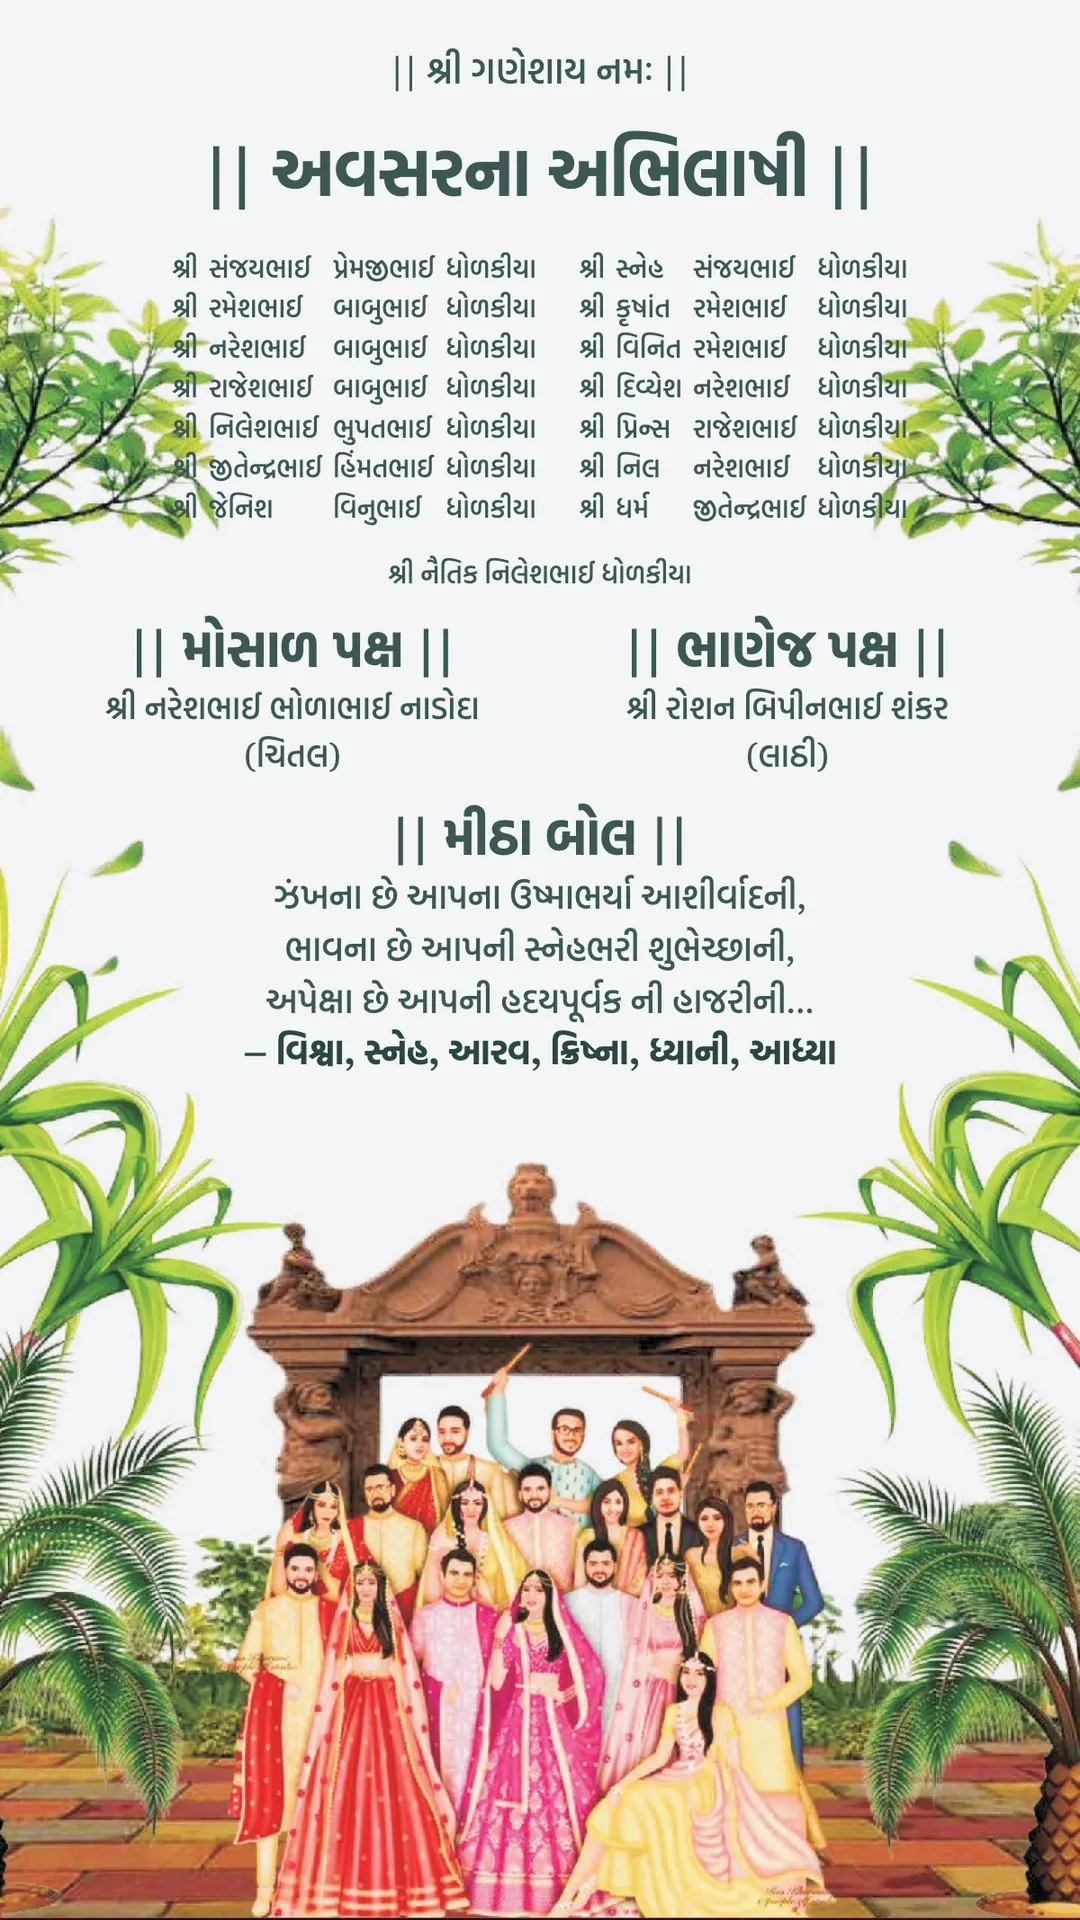 || શ્રી ગણેશાય નમઃ ||
|| અવસરના અભિલાષી ||
શ્રી સંજયભાઈ પ્રેમજીભાઈ ધોળકીયા
શ્રી રમેશભાઈ બાબુભાઈ ધોળકીયા
શ્રી નરેશભાઈ બાબુભાઈ ધોળકીયા
શ્રી રાજેશભાઈ બાબુભાઈ ધોળકીયા
શ્રી નિલેશભાઈ ભુપતભાઈ ધોળકીયા
શ્રી જીતેન્દ્રભાઈ હિંમતભાઈ ધોળકીયા
શ્રી જેનિશ વિનુભાઈ ધોળકીયા
શ્રી સ્નેહ સંજયભાઈ ધોળકીયા
શ્રી કૃષાંત રમેશભાઈ ધોળકીયા
શ્રી વિનિત રમેશભાઈ ધોળકીયા
શ્રી દિવ્યેશ નરેશભાઈ ધોળકીયા
શ્રી પ્રિન્સ રાજેશભાઈ ધોળકીયા
શ્રી નિલ નરેશભાઈ ધોળકીયા
શ્રી ધર્મ જીતેન્દ્રભાઈ ધોળકીયા
શ્રી નૈતિક નિલેશભાઈ ધોળકીયા
|| મોસાળ પક્ષ ||
શ્રી નરેશભાઈ ભોળાભાઈ નાડોદા
(ચિતલ)
|| ભાણેજ પક્ષ ||
શ્રી રોશન બિપીનભાઈ શંકર
(લાઠી)
|| મીઠા બોલ ||
ઝંખના છે આપના ઉષ્માભર્યા આશીર્વાદની,
ભાવના છે આપની સ્નેહભરી શુભેચ્છાની,
અપેક્ષા છે આપની હૃદયપૂર્વક ની હાજરીની...
– વિશ્વા, સ્નેહ, આરવ, ક્રિષ્ના, ધ્યાની, આધ્યા